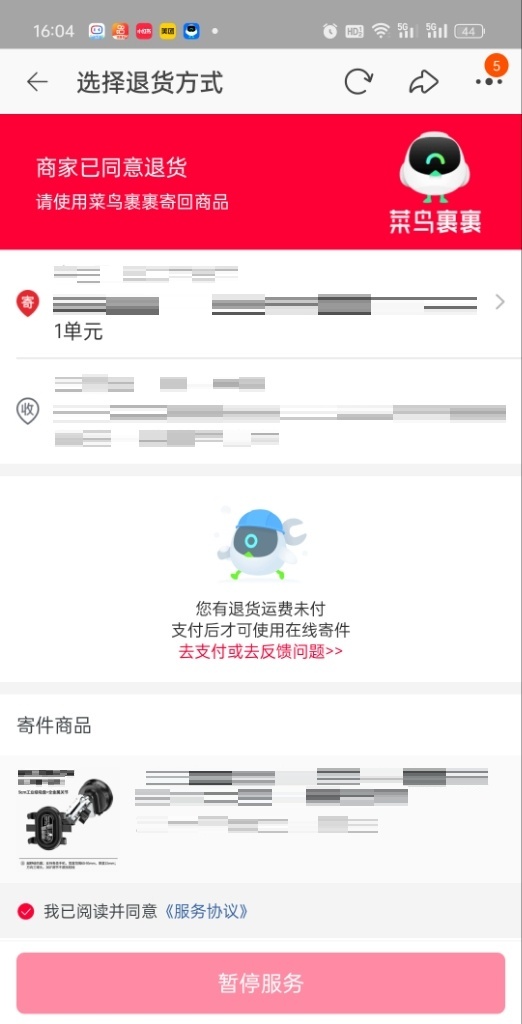 16:04
HD
5G
5G
44
选择退货方式
5
商家已同意退货
请使用菜鸟裹裹寄回商品
菜鸟裹裹
寄
1单元
收
您有退货运费未付
支付后才可使用在线寄件
去支付或去反馈问题>>
寄件商品
我已阅读并同意《服务协议》
暂停服务